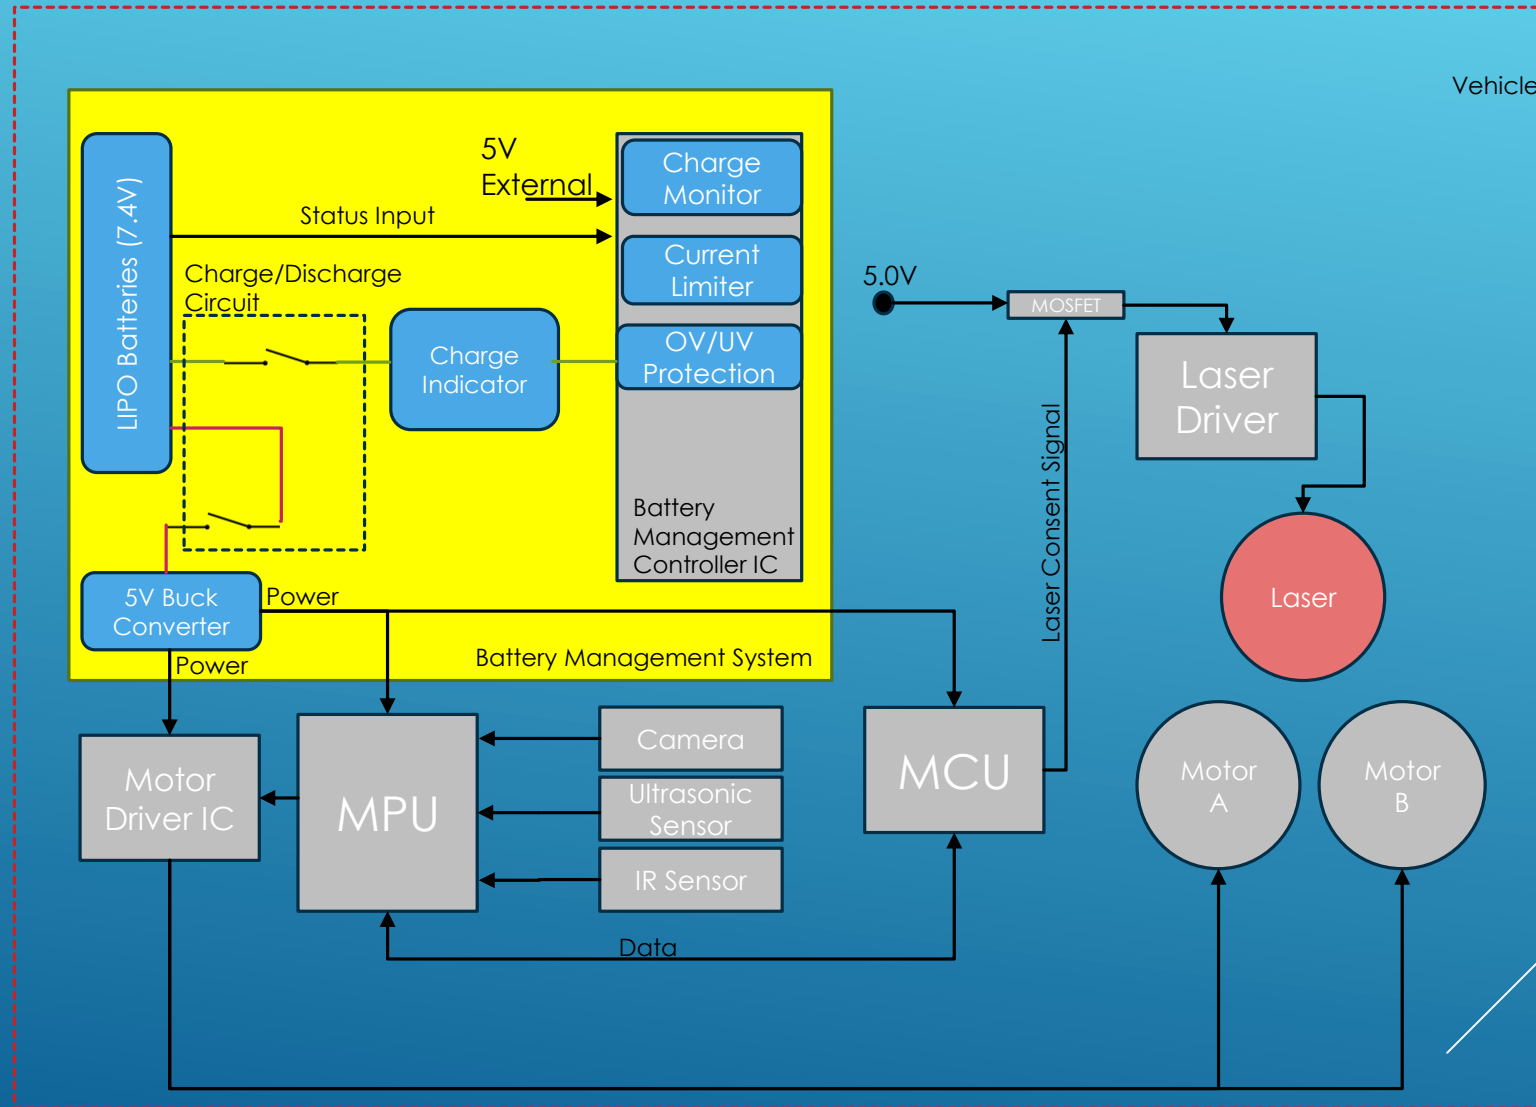 Vehicle
5V
External
Charge
Monitor
Status Input
LIPO Batteries (7.4V)
Current
Limiter
Charge/Discharge
Circuit
5.0V
MOSFET
OV/UV
Protection
Charge
Indicator
Laser
Driver
Laser Consent Signal
Battery
Management
Controller IC
5V Buck
Converter
Power
Laser
Power
Battery Management System
Camera
MCU
Motor
Driver IC
MPU
Ultrasonic
Sensor
Motor
A
Motor
B
IR Sensor
Data